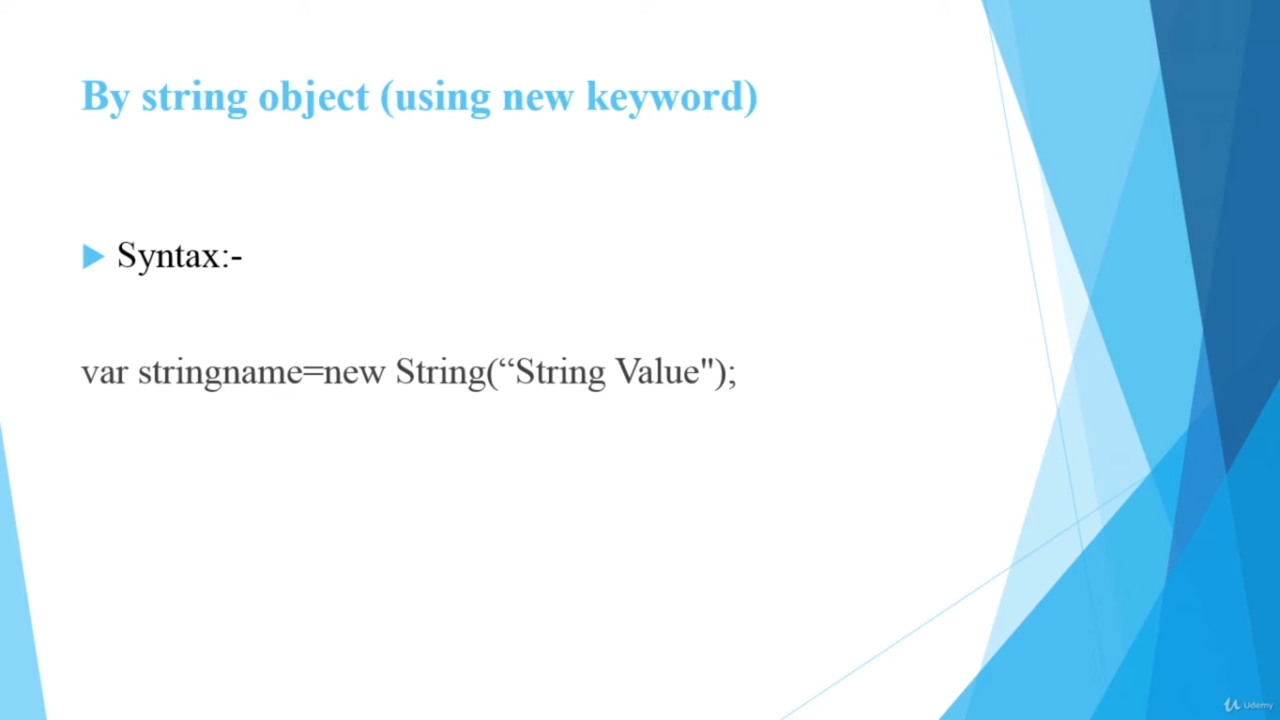 By string object (using new keyword)
Syntax:-
var stringname=new String(“String Value");
Udemy